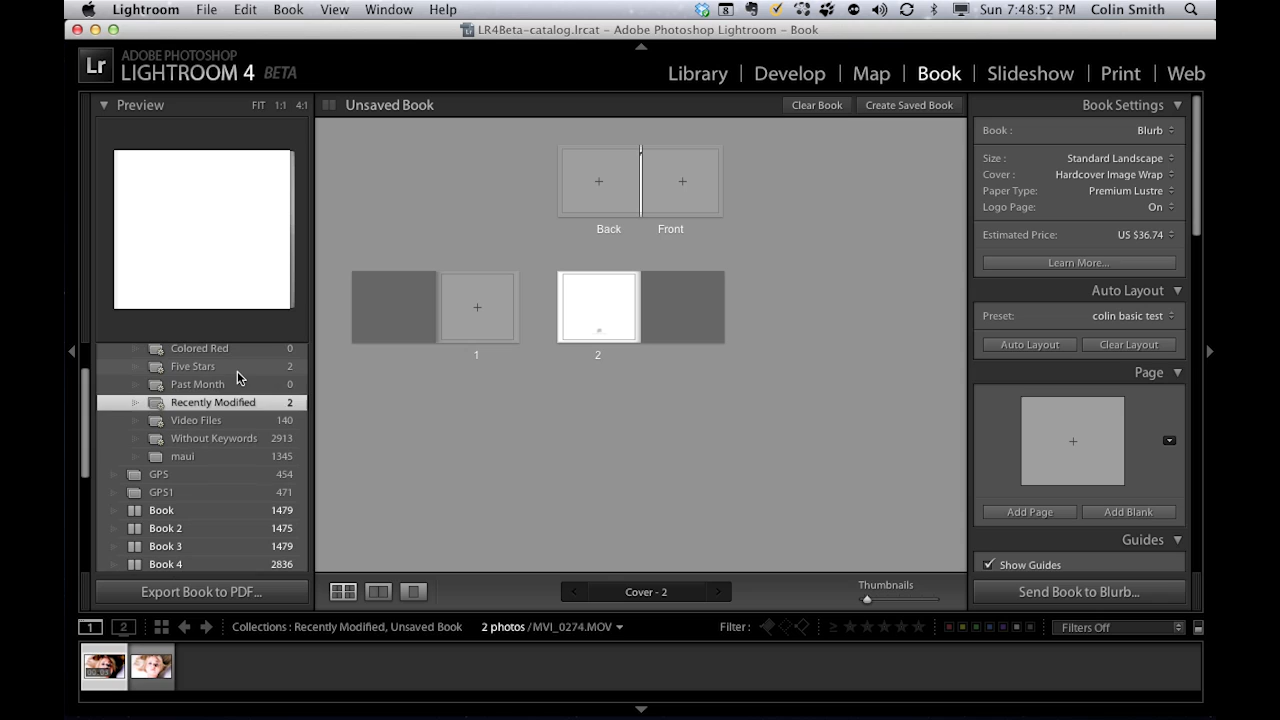 Lightroom File Edit Book View Window Help 8 Sun 7:48:52 PM Colin Smith
LR4Beta-catalog.lrcat – Adobe Photoshop Lightroom – Book
Lr ADOBE PHOTOSHOP
LIGHTROOM 4 BETA
Library | Develop | Map | Book | Slideshow | Print | Web
Preview FIT 1:1 4:1
Unsaved Book Clear Book Create Saved Book
Book Settings
Book : Blurb
Size : Standard Landscape
Cover : Hardcover Image Wrap
Paper Type: Premium Lustre
Logo Page: On
Estimated Price: US $36.74
Learn More...
Auto Layout
Preset: colin basic test
Auto Layout Clear Layout
Page
Add Page Add Blank
Guides
Show Guides
Send Book to Blurb...
Back Front
1 2
Colored Red 0
Five Stars 2
Past Month 0
Recently Modified 2
Video Files 140
Without Keywords 2913
maui 1345
GPS 454
GPS1 471
Book 1479
Book 2 1475
Book 3 1479
Book 4 2836
Export Book to PDF...
Cover - 2
Thumbnails
1 2 Collections : Recently Modified, Unsaved Book 2 photos /MVI_0274.MOV Filter : ≥ ★★★★★ Filters Off